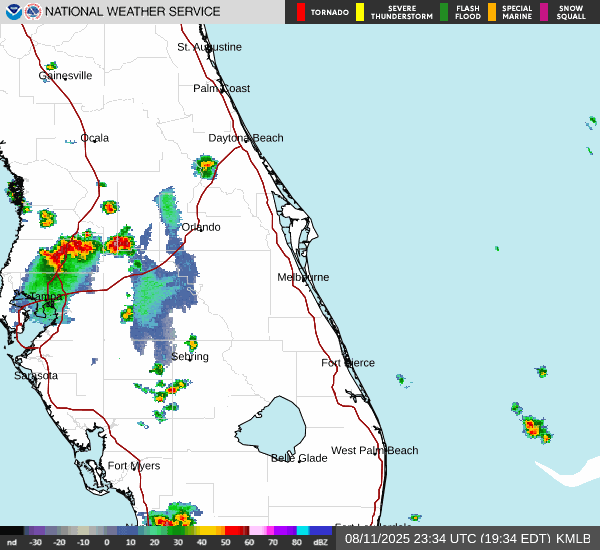 NATIONAL WEATHER SERVICE
TORNADO
SEVERE
THUNDERSTORM
FLASH
FLOOD
SPECIAL
MARINE
SNOW
SQUALL
St. Augustine
Gainesville
Palm Coast
Ocala
Daytona Beach
Orlando
Melbourne
Tampa
Sebring
Fort Pierce
Sarasota
West Palm Beach
Belle Glade
Fort Myers
nd -30 -20 -10 0 10 20 30 40 50 60 70 80 dBZ
08/11/2025 23:34 UTC (19:34 EDT) KMLB